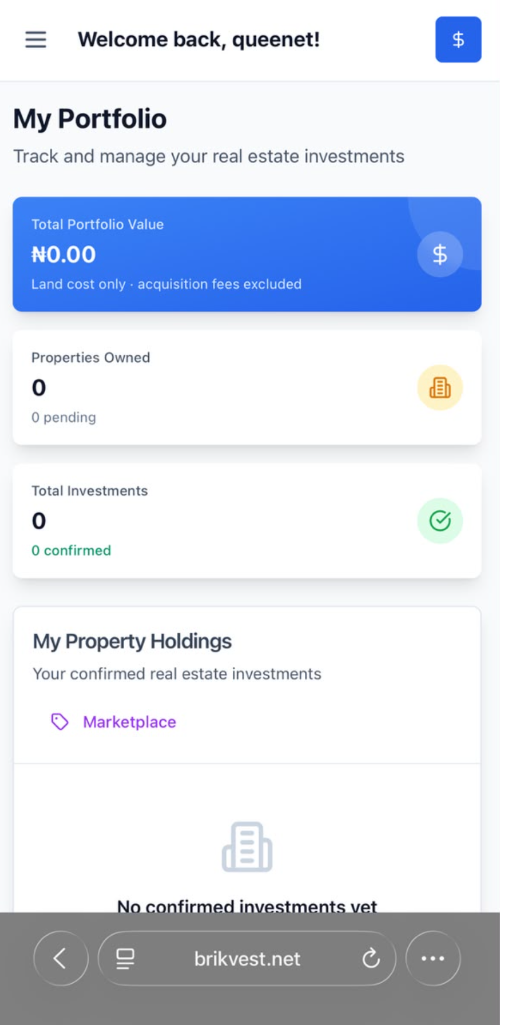 Welcome back, queenet!
$
My Portfolio
Track and manage your real estate investments
Total Portfolio Value
₦0.00
$
Land cost only · acquisition fees excluded
Properties Owned
0
0 pending
Total Investments
0
0 confirmed
My Property Holdings
Your confirmed real estate investments
Marketplace
No confirmed investments yet
brikvest.net